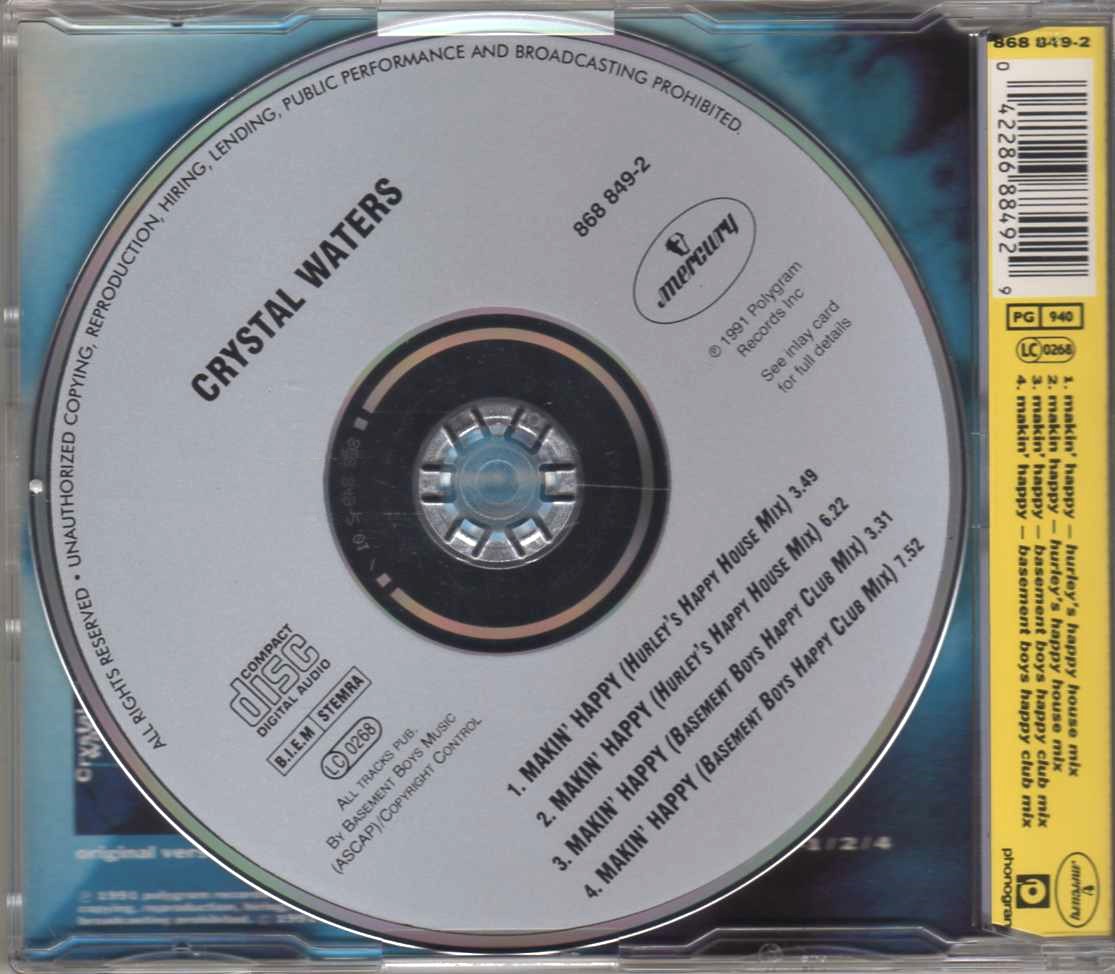 ALL RIGHTS RESERVED • UNAUTHORIZED COPYING, REPRODUCTION, HIRING, LENDING, PUBLIC PERFORMANCE AND BROADCASTING PROHIBITED.
CRYSTAL WATERS
868 849-2
mercury
℗ 1991 Polygram
Records Inc
See inlay card
for full details
1. MAKIN' HAPPY (HURLEY'S HAPPY HOUSE MIX) 3.49
2. MAKIN' HAPPY (HURLEY'S HAPPY HOUSE MIX) 6.22
3. MAKIN' HAPPY (BASEMENT BOYS HAPPY CLUB MIX) 3.31
4. MAKIN' HAPPY (BASEMENT BOYS HAPPY CLUB MIX) 7.52
COMPACT
disc
DIGITAL AUDIO
B.I.E.M STEMRA
LC 0268
ALL TRACKS PUB.
BY BASEMENT BOYS MUSIC
(ASCAP)/COPYRIGHT CONTROL
868 849-2
0 42286 88492 9
PG 940
LC 0268
1. makin' happy – hurley's happy house mix
2. makin' happy – hurley's happy house mix
3. makin' happy – basement boys happy club mix
4. makin' happy – basement boys happy club mix
phonogram
mercury
original
1/2/4